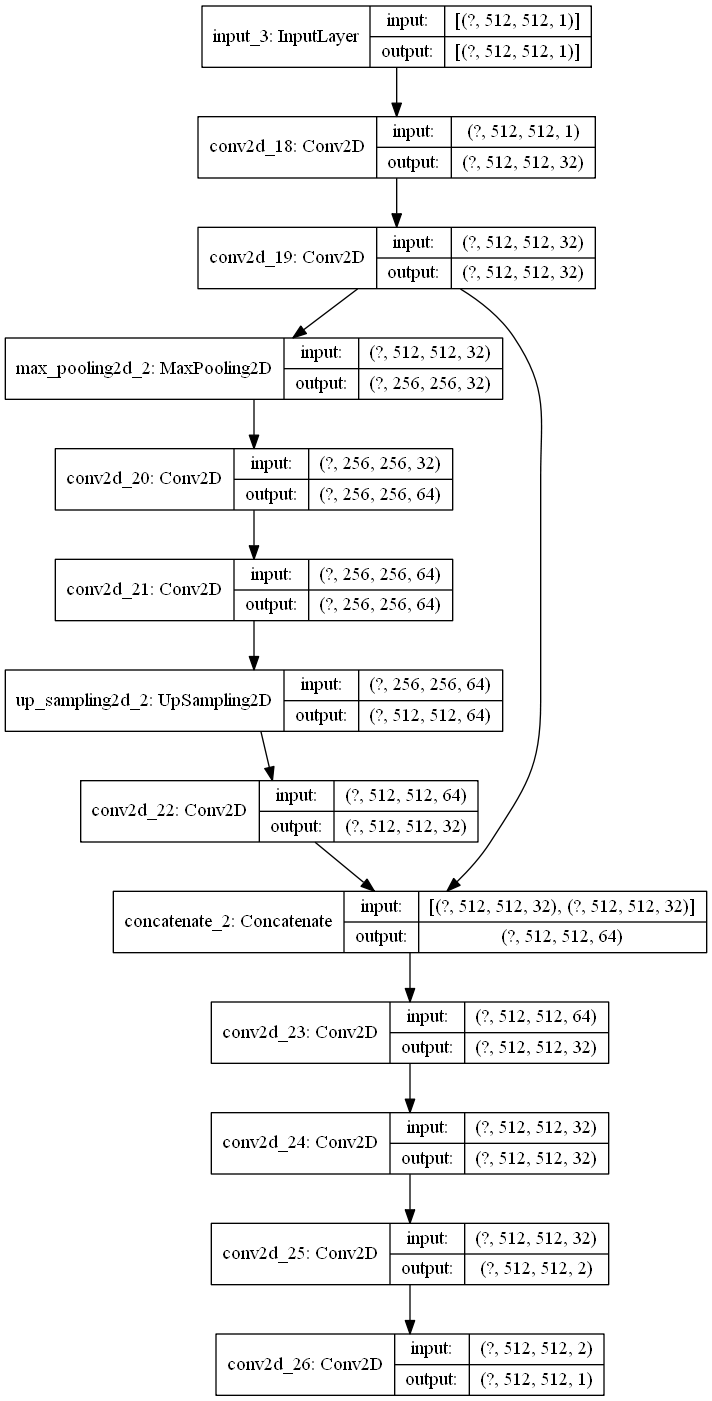 input_3: InputLayer
input: [(?, 512, 512, 1)]
output: [(?, 512, 512, 1)]
conv2d_18: Conv2D
input: (?, 512, 512, 1)
output: (?, 512, 512, 32)
conv2d_19: Conv2D
input: (?, 512, 512, 32)
output: (?, 512, 512, 32)
max_pooling2d_2: MaxPooling2D
input: (?, 512, 512, 32)
output: (?, 256, 256, 32)
conv2d_20: Conv2D
input: (?, 256, 256, 32)
output: (?, 256, 256, 64)
conv2d_21: Conv2D
input: (?, 256, 256, 64)
output: (?, 256, 256, 64)
up_sampling2d_2: UpSampling2D
input: (?, 256, 256, 64)
output: (?, 512, 512, 64)
conv2d_22: Conv2D
input: (?, 512, 512, 64)
output: (?, 512, 512, 32)
concatenate_2: Concatenate
input: [(?, 512, 512, 32), (?, 512, 512, 32)]
output: (?, 512, 512, 64)
conv2d_23: Conv2D
input: (?, 512, 512, 64)
output: (?, 512, 512, 32)
conv2d_24: Conv2D
input: (?, 512, 512, 32)
output: (?, 512, 512, 32)
conv2d_25: Conv2D
input: (?, 512, 512, 32)
output: (?, 512, 512, 2)
conv2d_26: Conv2D
input: (?, 512, 512, 2)
output: (?, 512, 512, 1)